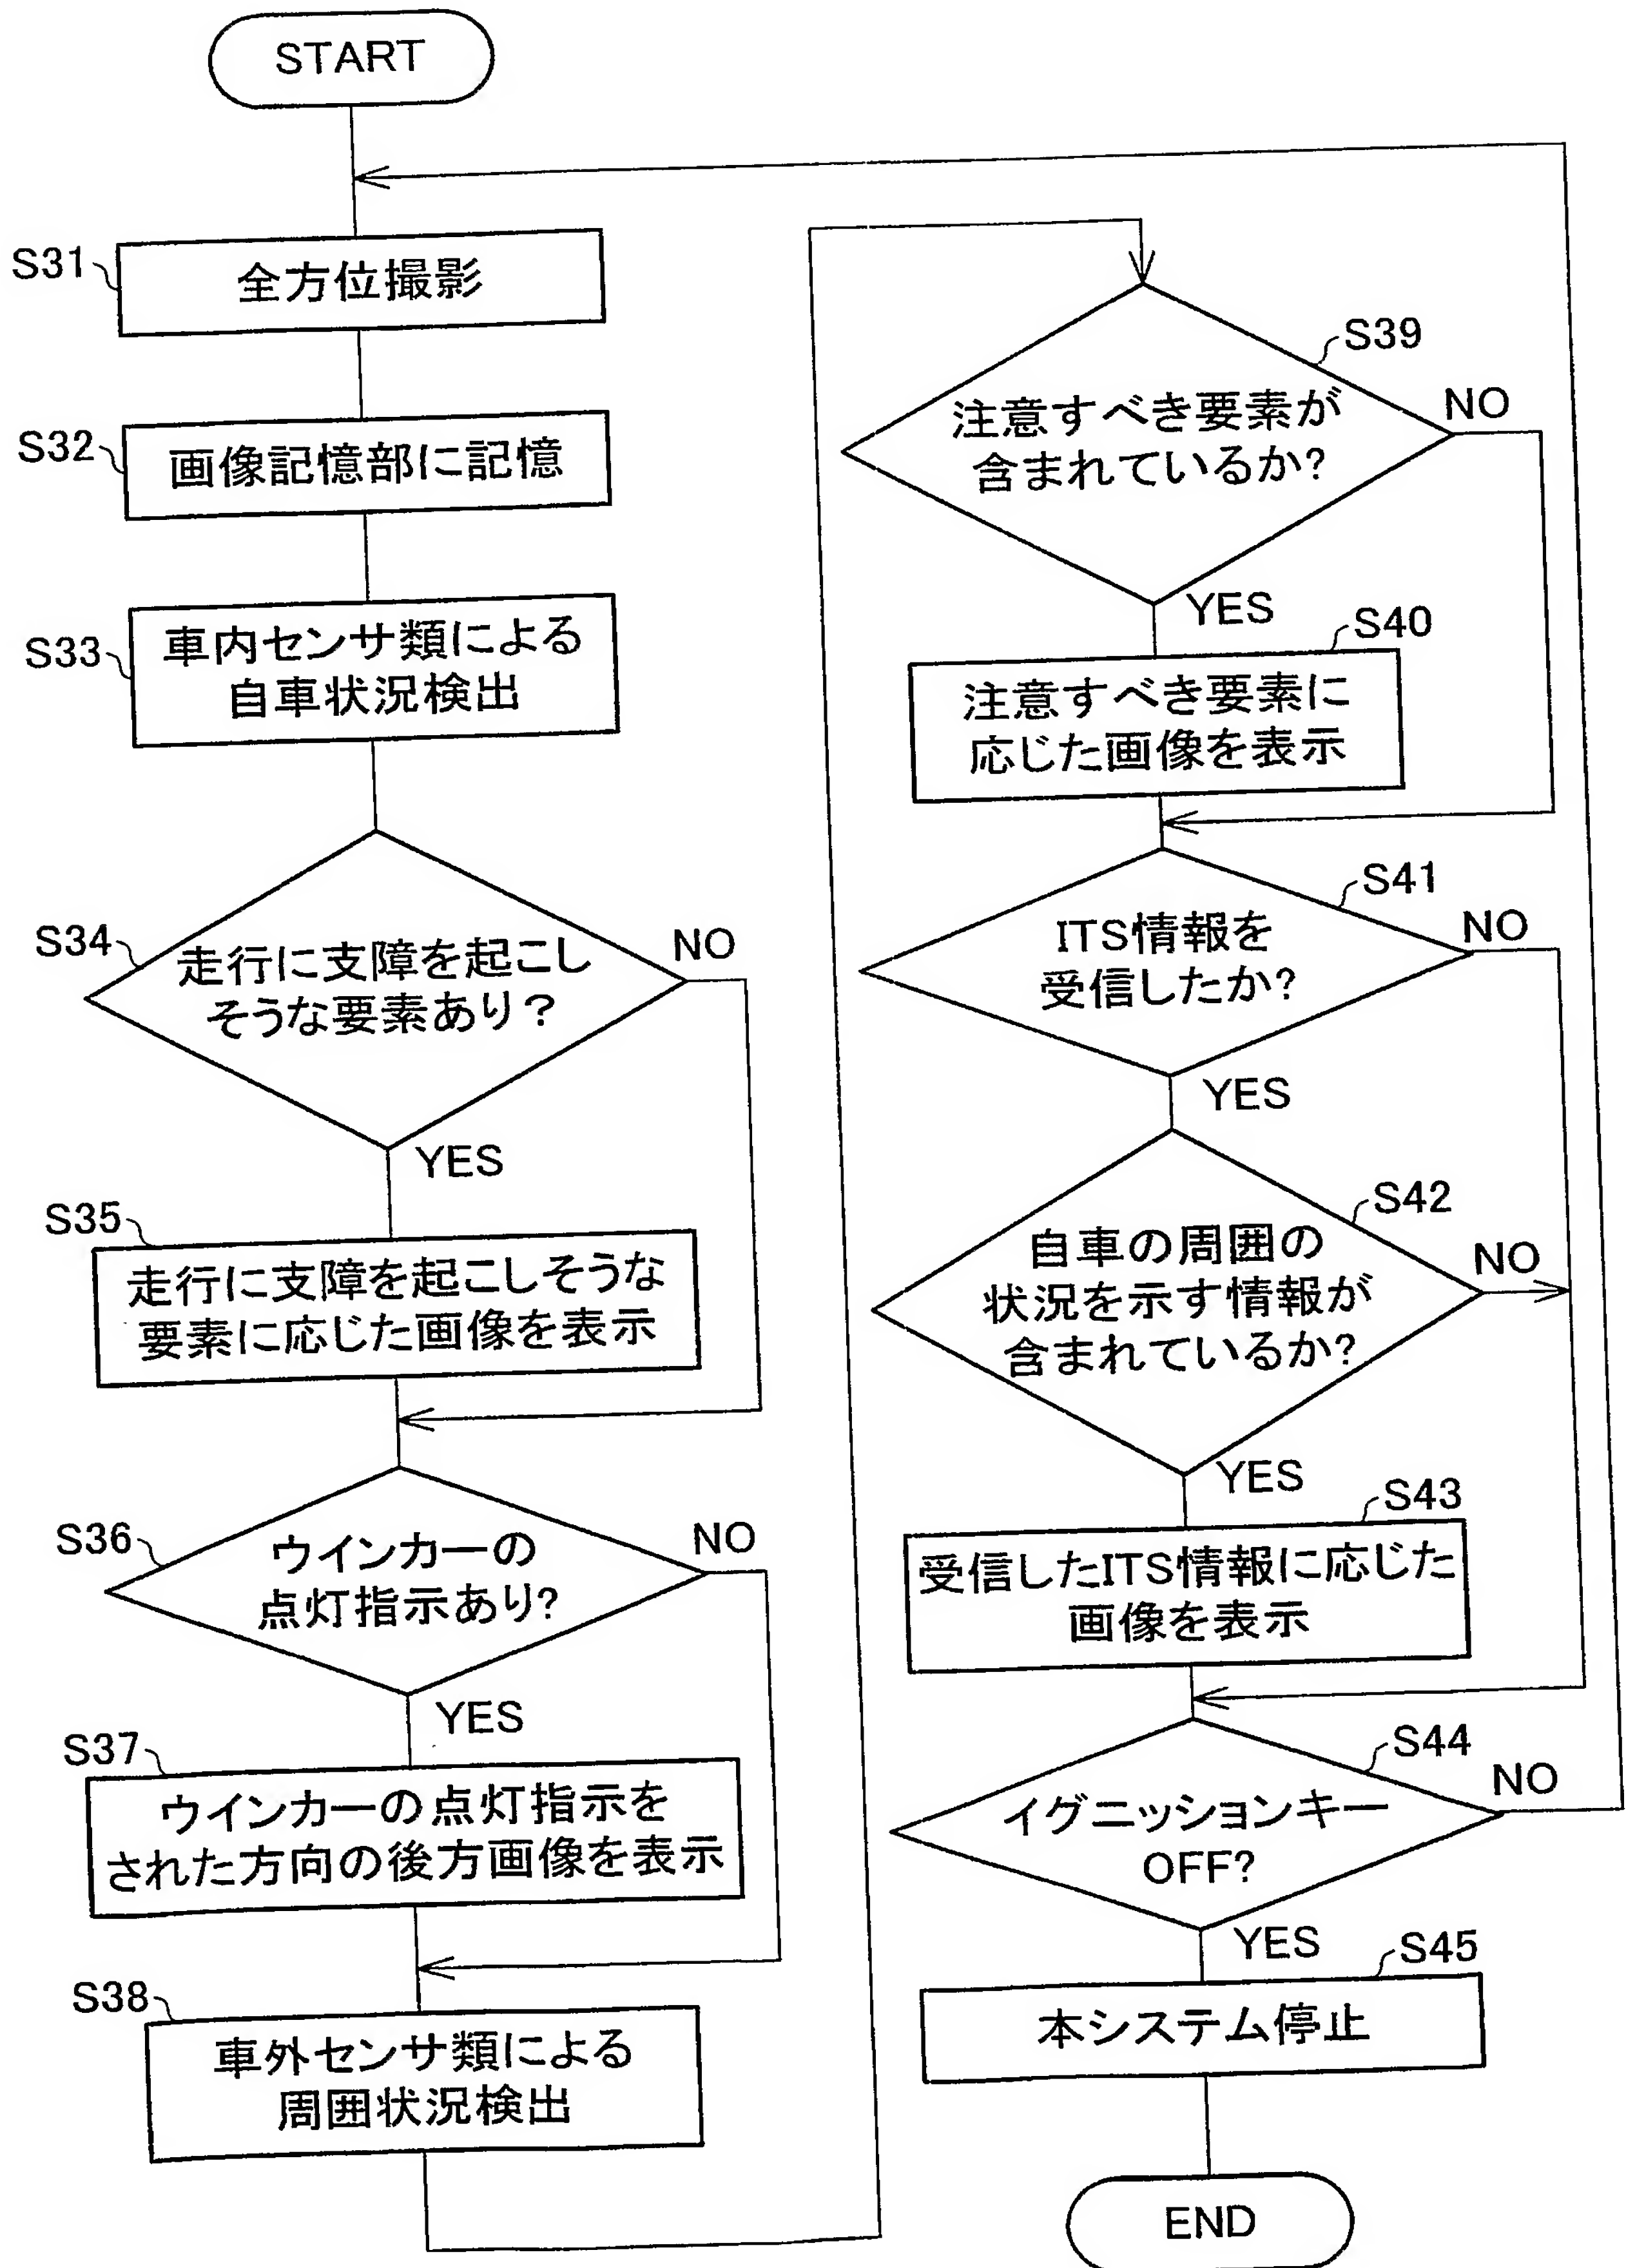 START
S31
全方位撮影
S32
画像記憶部に記憶
S33
車内センサ類による
自車状況検出
S34
走行に支障を起こし
そうな要素あり？
NO
YES
S35
走行に支障を起こしそうな
要素に応じた画像を表示
S36
ウインカーの
点灯指示あり?
NO
YES
S37
ウインカーの点灯指示を
された方向の後方画像を表示
S38
車外センサ類による
周囲状況検出
S39
注意すべき要素が
含まれているか?
NO
YES
S40
注意すべき要素に
応じた画像を表示
S41
ITS情報を
受信したか?
NO
YES
S42
自車の周囲の
状況を示す情報が
含まれているか?
NO
YES
S43
受信したITS情報に応じた
画像を表示
S44
イグニッションキー
OFF?
NO
YES
S45
本システム停止
END